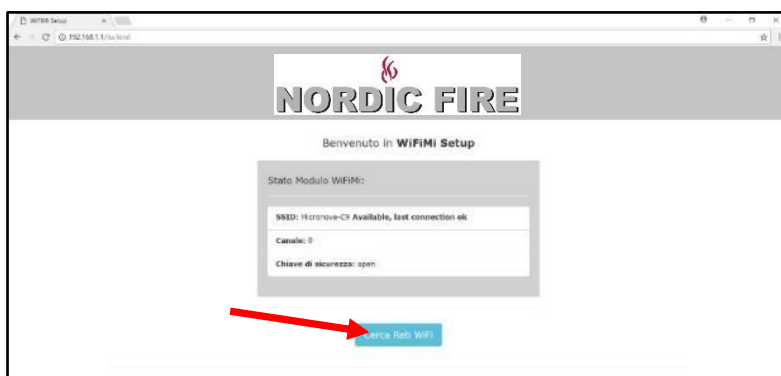 WiFiMi Setup
192.168.1.1/
NORDIC FIRE
Benvenuto in WiFiMi Setup
Stato Modulo WiFiMi:
SSID: Micronova-C9 Available, last connection ok
Canale: 0
Chiave di sicurezza: open
Cerca Reti WiFi